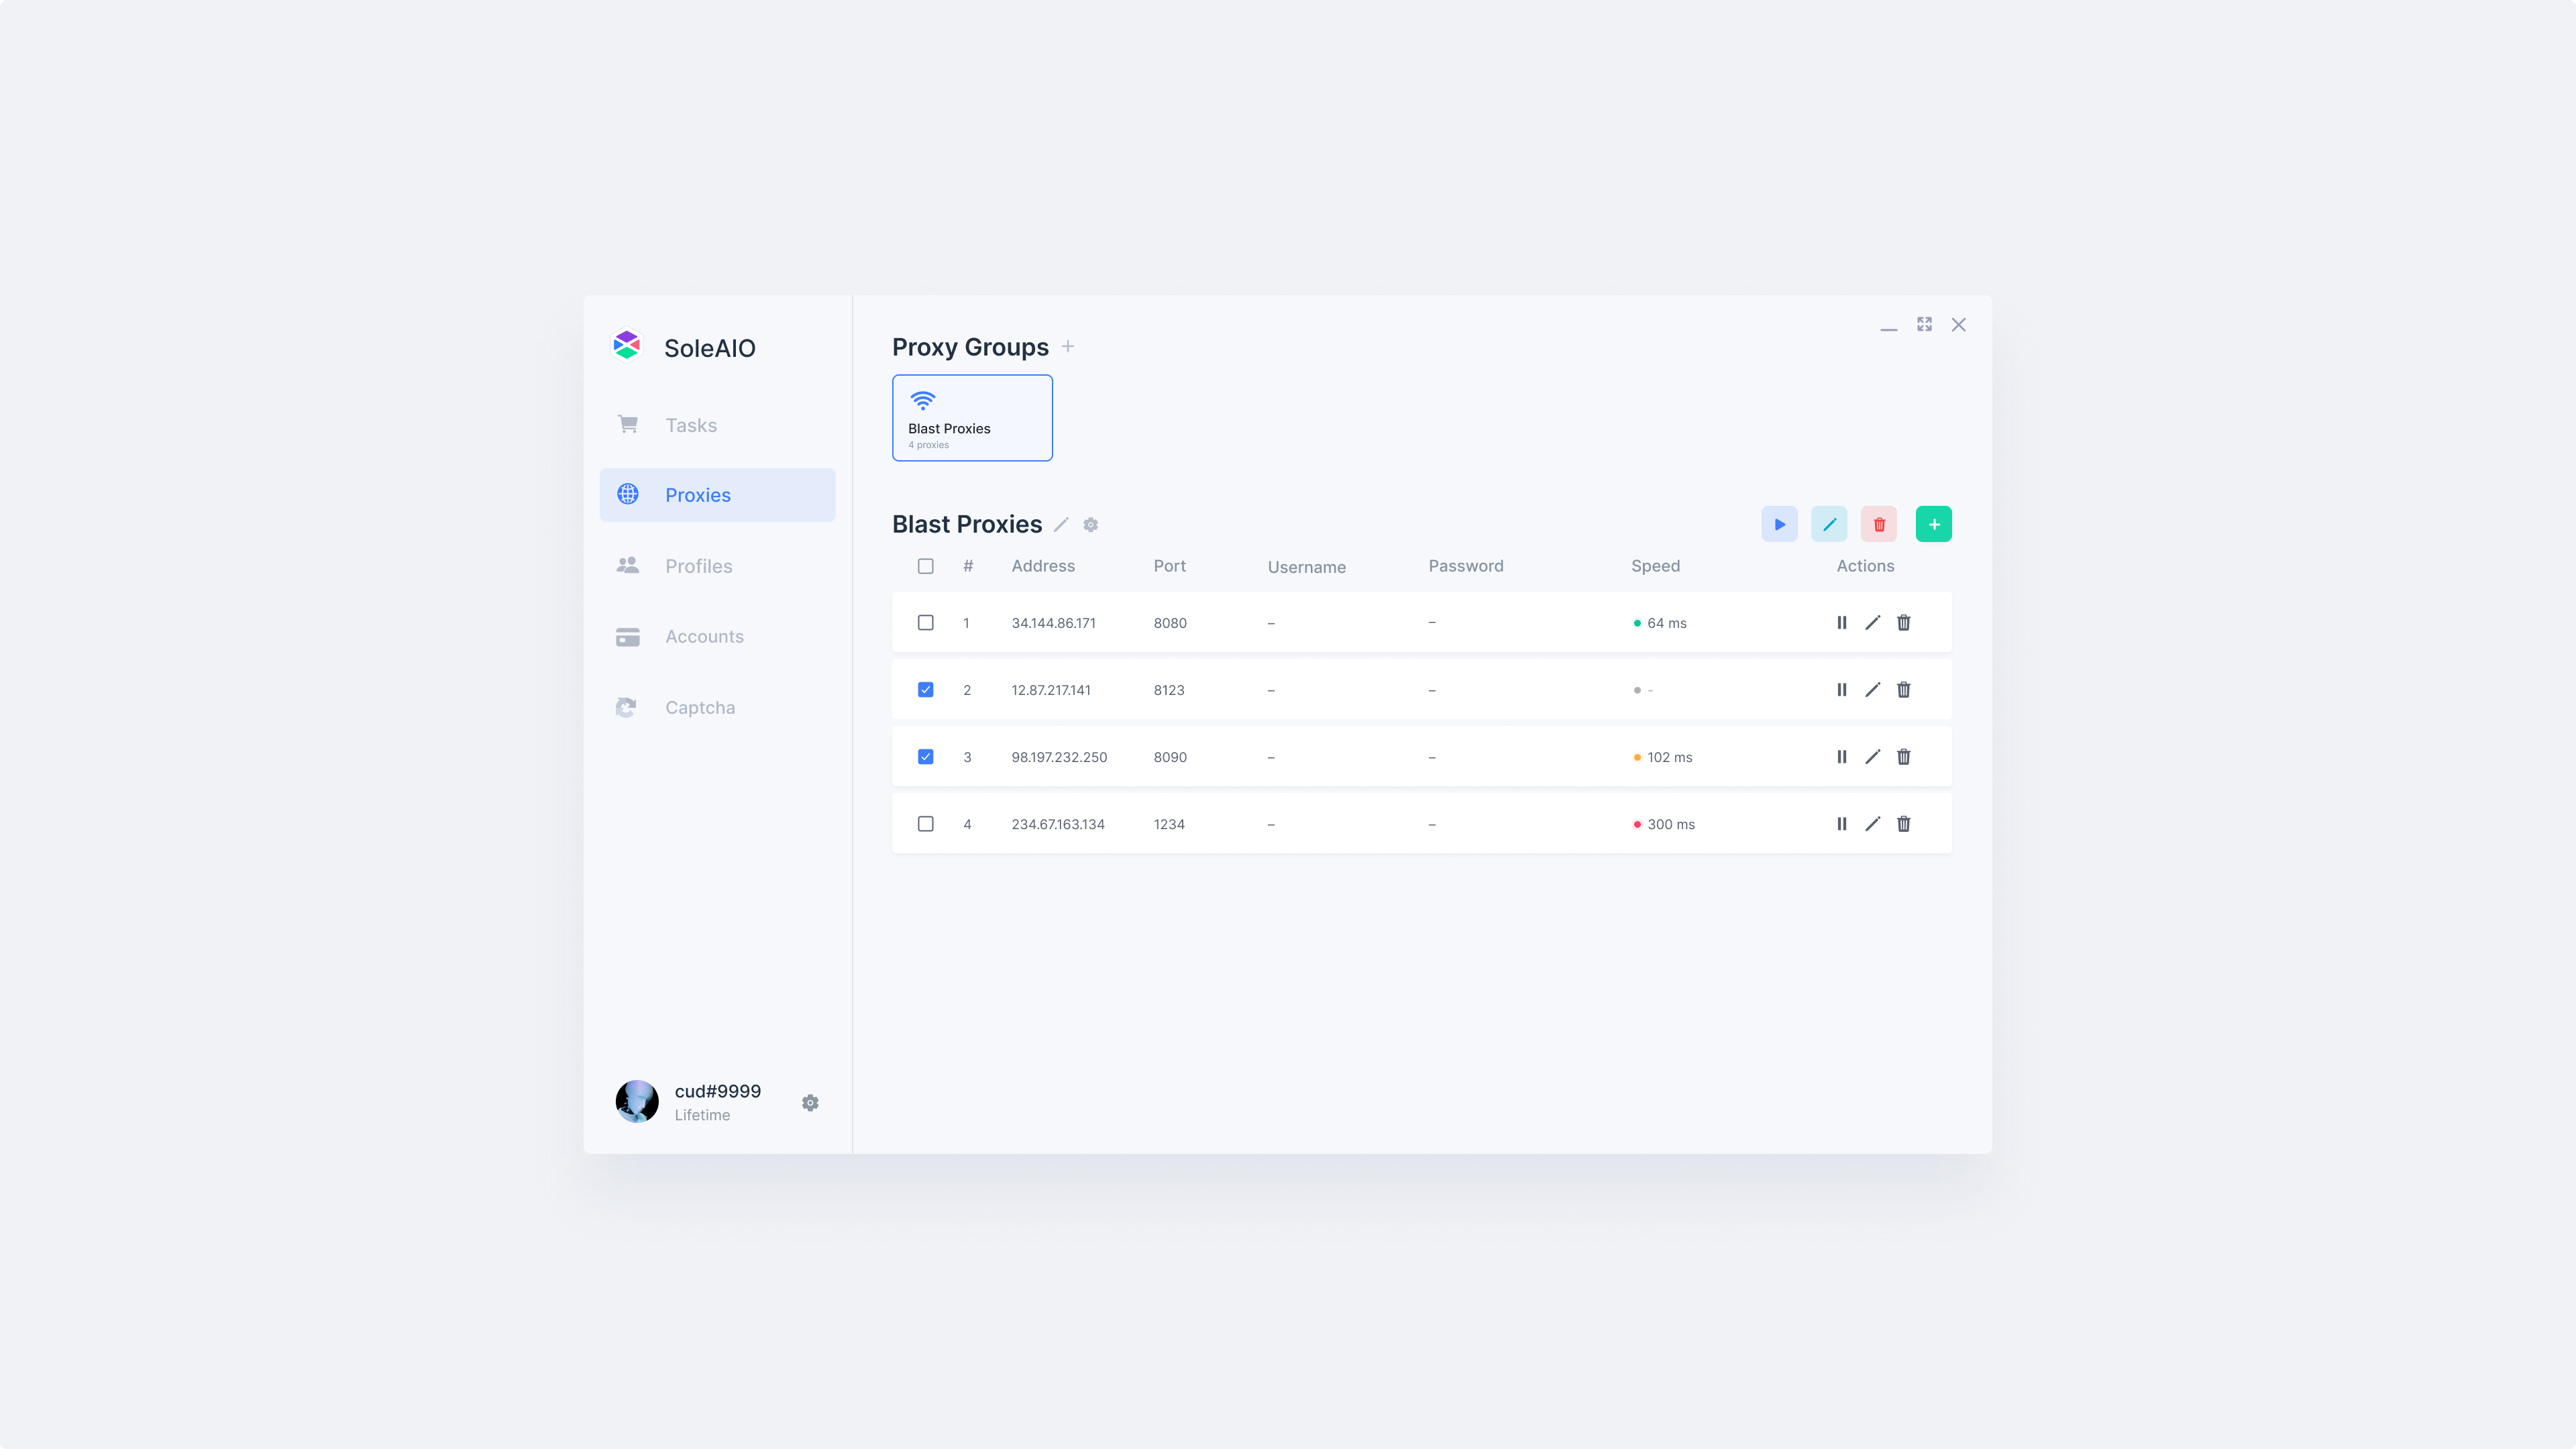 SoleAIO
Tasks
Proxies
Profiles
Accounts
Captcha
cud#9999
Lifetime
Proxy Groups
Blast Proxies
4 proxies
Blast Proxies
# Address Port Username Password Speed Actions
1 34.144.86.171 8080 – – 64 ms
2 12.87.217.141 8123 – – -
3 98.197.232.250 8090 – – 102 ms
4 234.67.163.134 1234 – – 300 ms